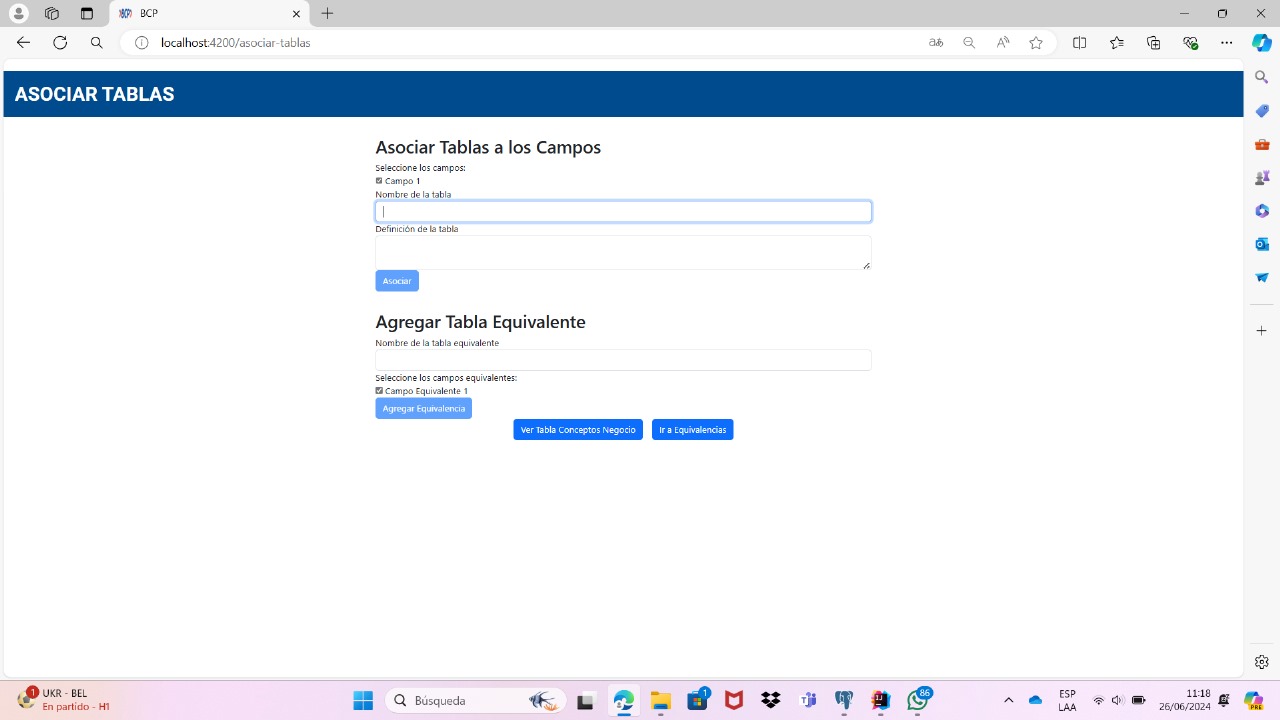 BCP
localhost:4200/asociar-tablas
ASOCIAR TABLAS
Asociar Tablas a los Campos
Seleccione los campos:
Campo 1
Nombre de la tabla
Definición de la tabla
Asociar
Agregar Tabla Equivalente
Nombre de la tabla equivalente
Seleccione los campos equivalentes:
Campo Equivalente 1
Agregar Equivalencia
Ver Tabla Conceptos Negocio Ir a Equivalencias
1 UKR - BEL
En partido - H1
Búsqueda
1
86
ESP
LAA
11:18
26/06/2024
PRE